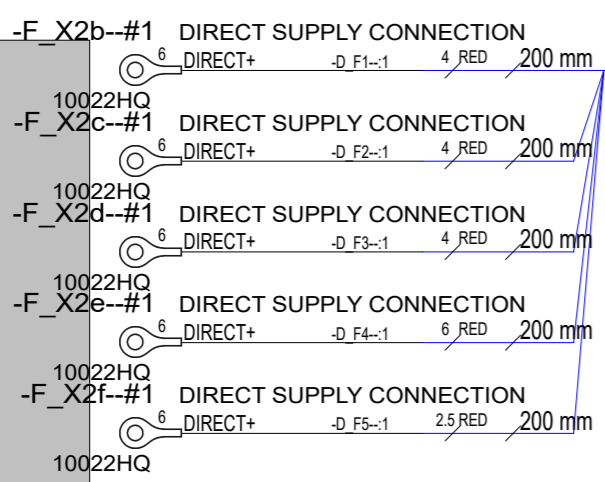 -F_X2b--#1 DIRECT SUPPLY CONNECTION
6 DIRECT+ -D_F1--:1 4 RED 200 mm
10022HQ
-F_X2c--#1 DIRECT SUPPLY CONNECTION
6 DIRECT+ -D_F2--:1 4 RED 200 mm
10022HQ
-F_X2d--#1 DIRECT SUPPLY CONNECTION
6 DIRECT+ -D_F3--:1 4 RED 200 mm
10022HQ
-F_X2e--#1 DIRECT SUPPLY CONNECTION
6 DIRECT+ -D_F4--:1 6 RED 200 mm
10022HQ
-F_X2f--#1 DIRECT SUPPLY CONNECTION
6 DIRECT+ -D_F5--:1 2.5 RED 200 mm
10022HQ